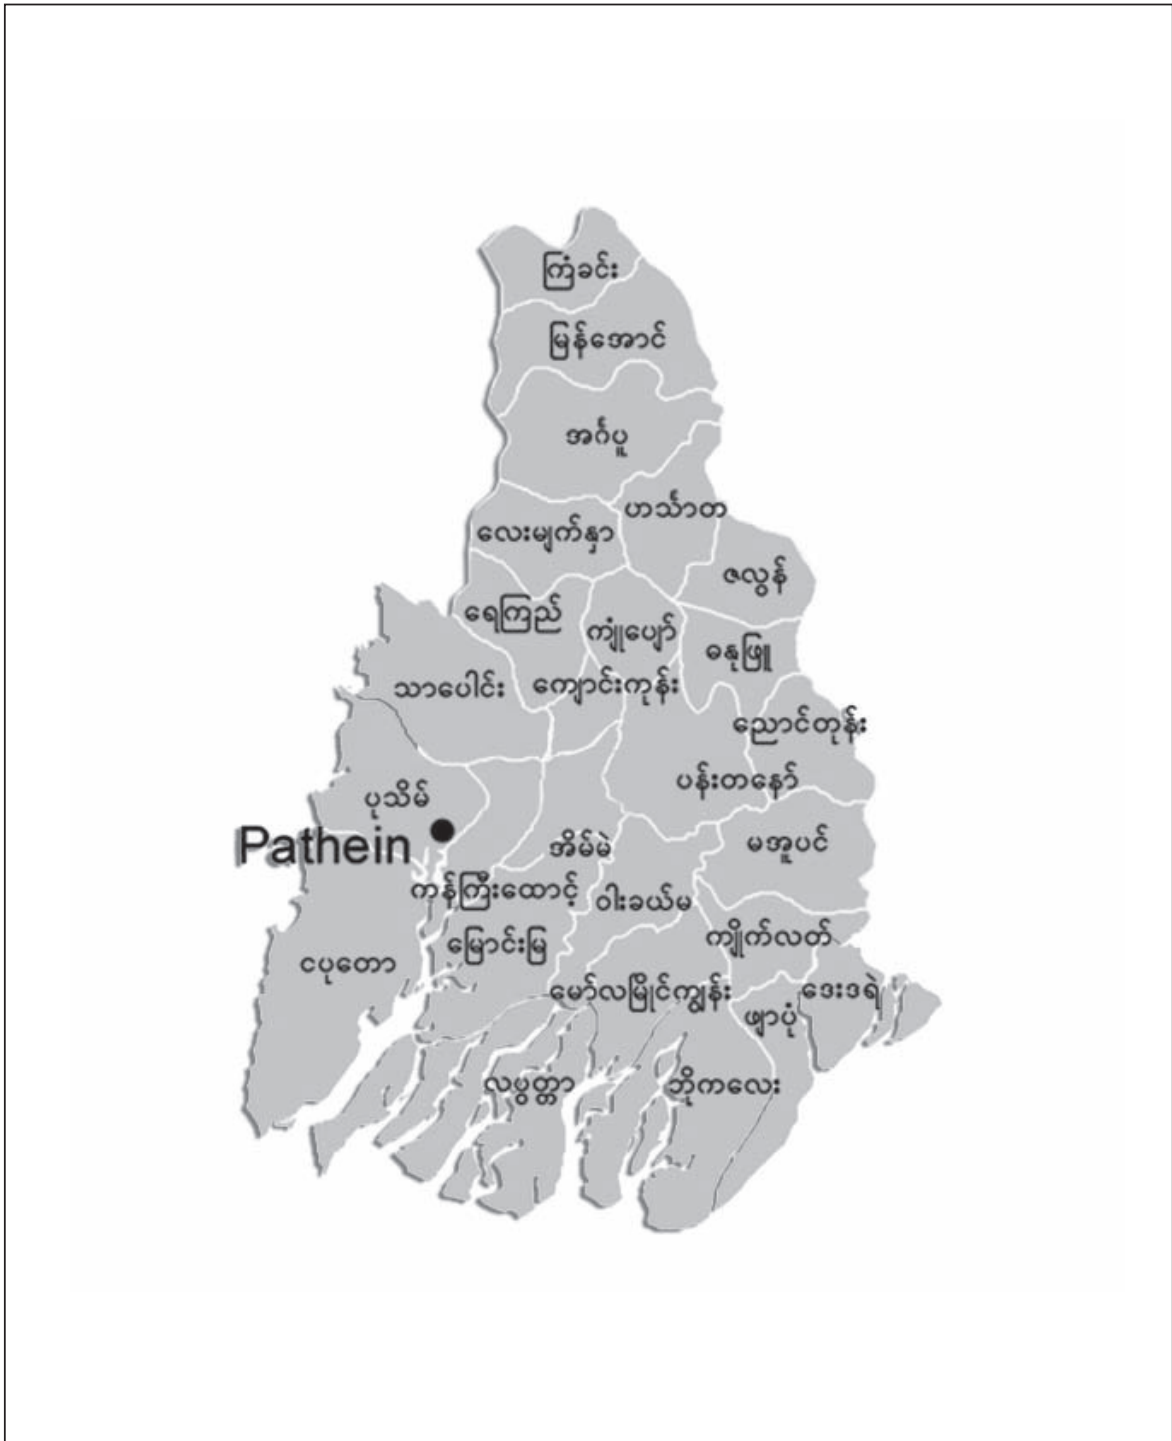 ကြံခင်း
မြန်အောင်
အင်္ဂပူ
ဟင်္သာတ
လေးမျက်နှာ
ဇလွန်
ရေကြည်
ကျုံပျော်
ဓနုဖြူ
သာပေါင်း
ကျောင်းကုန်း
ညောင်တုန်း
ပန်းတနော်
ပုသိမ်
Pathein
အိမ်မဲ
မအူပင်
ကန်ကြီးထောင့်
ဝါးခယ်မ
မြောင်းမြ
ကျိုက်လတ်
ငပုတော
မော်လမြိုင်ကျွန်း
ဒေးဒရဲ
ဖျာပုံ
လပွတ္တာ
ဘိုကလေး